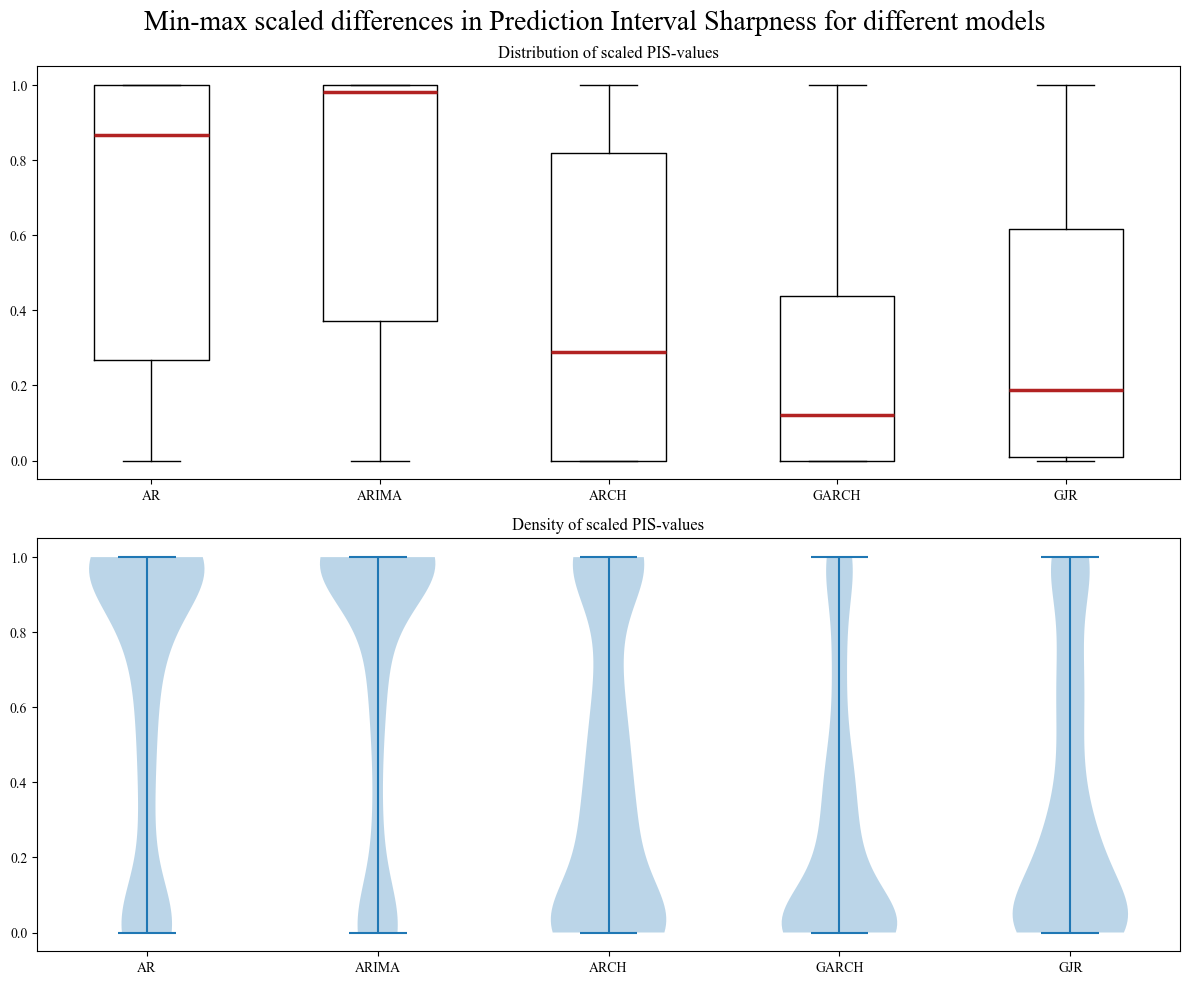 Min-max scaled differences in Prediction Interval Sharpness for different models
Distribution of scaled PIS-values
1.0
0.8
0.6
0.4
0.2
0.0
AR ARIMA ARCH GARCH GJR
Density of scaled PIS-values
1.0
0.8
0.6
0.4
0.2
0.0
AR ARIMA ARCH GARCH GJR